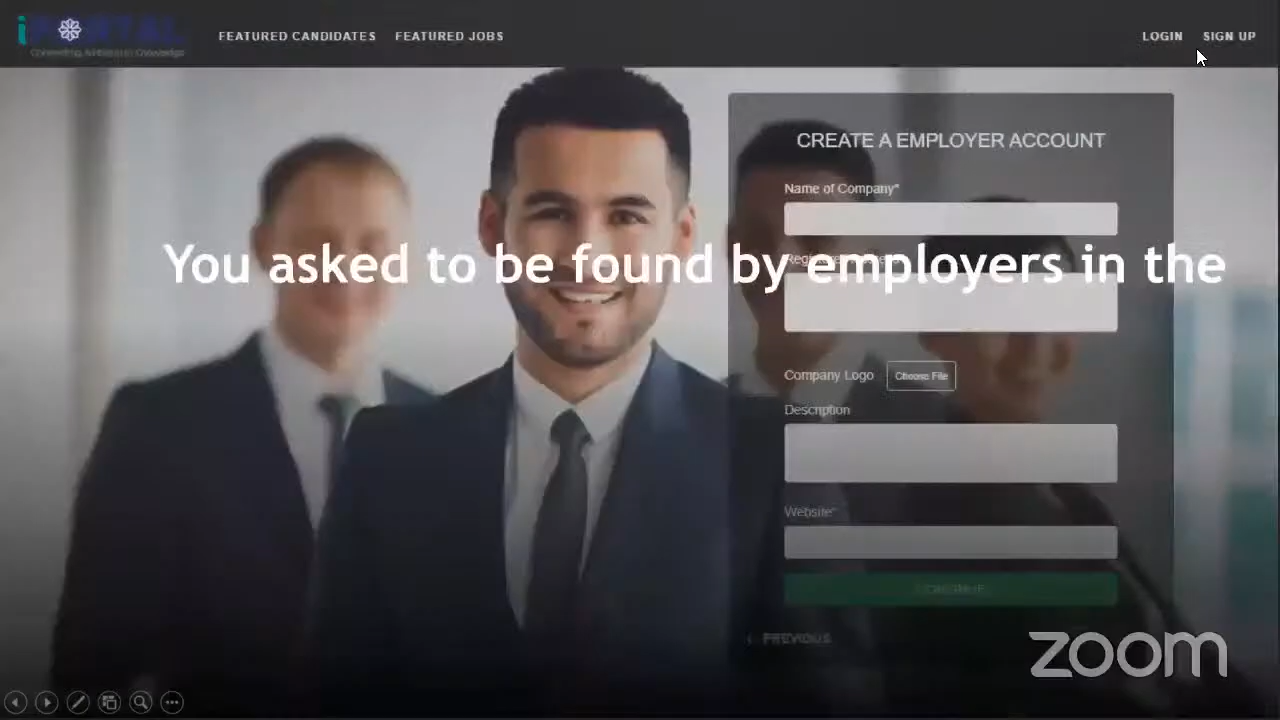 iPORTAL
FEATURED CANDIDATES
FEATURED JOBS
LOGIN
SIGN UP
CREATE A EMPLOYER ACCOUNT
Name of Company*
You asked to be found by employers in the
Company Logo
Choose File
Description
Website*
PREVIOUS
zoom